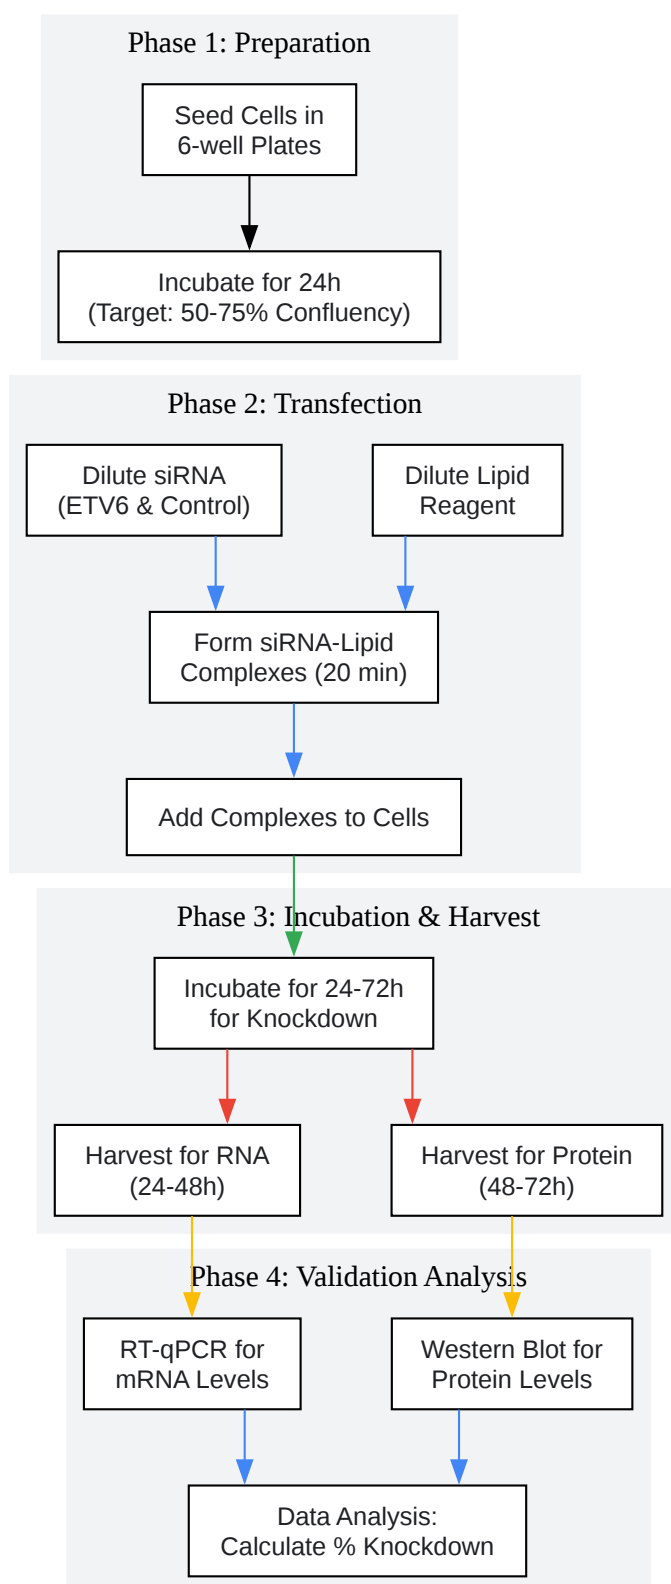 Phase 1: Preparation
Seed Cells in
6-well Plates
Incubate for 24h
(Target: 50-75% Confluency)
Phase 2: Transfection
Dilute siRNA
(ETV6 & Control)
Dilute Lipid
Reagent
Form siRNA-Lipid
Complexes (20 min)
Add Complexes to Cells
Phase 3: Incubation & Harvest
Incubate for 24-72h
for Knockdown
Harvest for RNA
(24-48h)
Harvest for Protein
(48-72h)
Phase 4: Validation Analysis
RT-qPCR for
mRNA Levels
Western Blot for
Protein Levels
Data Analysis:
Calculate % Knockdown